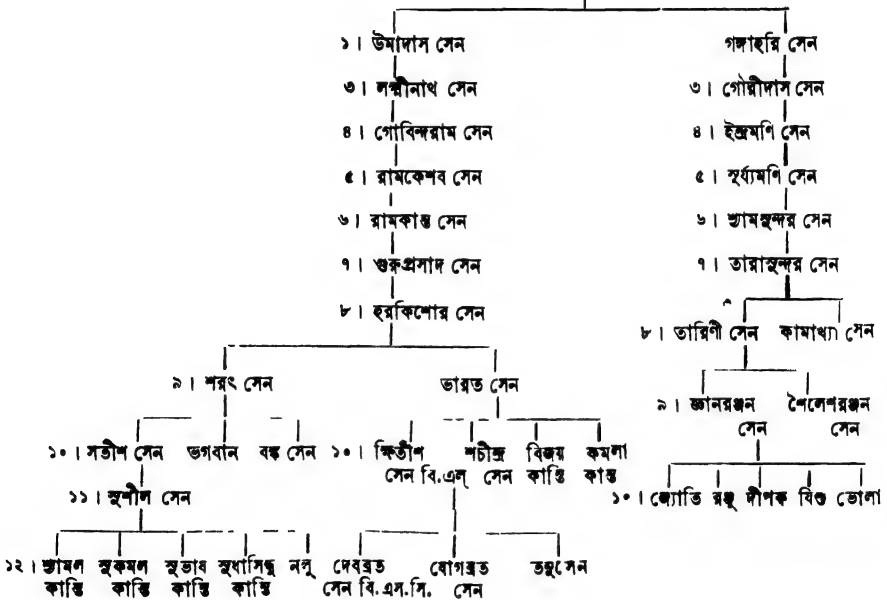 ১। উমাদাস সেন গঙ্গাহরি সেন
৩। লক্ষ্মীনাথ সেন ৩। গৌরীদাস সেন
৪। গোবিন্দরাম সেন ৪। ইন্দ্রমণি সেন
৫। রামকেশব সেন ৫। সূর্য্যমণি সেন
৬। রামকান্ত সেন ৬। শ্যামসুন্দর সেন
৭। গুরুপ্রসাদ সেন ৭। তারাসুন্দর সেন
৮। হরকিশোর সেন
৮। তারিণী সেন কামাখ্যা সেন
৯। শরৎ সেন ভারত সেন
৯। জ্ঞানরঞ্জন শৈলেশরঞ্জন
সেন সেন
১০। সতীশ সেন ভগবান বঙ্ক সেন ১০। ক্ষিতীশ শচীন্দ্র বিজয় কমলা
সেন বি.এল্ সেন কান্তি কান্ত
১১। সুশীল সেন ১০। জ্যোতি রঞ্জু দীপক বিশু ভোলা
১২। শ্যামল সুকমল সুভাষ সুধাসিন্ধু নলু দেবব্রত যোগব্রত তনুসেন
কান্তি কান্তি কান্তি কান্তি সেন বি.এস.সি. সেন